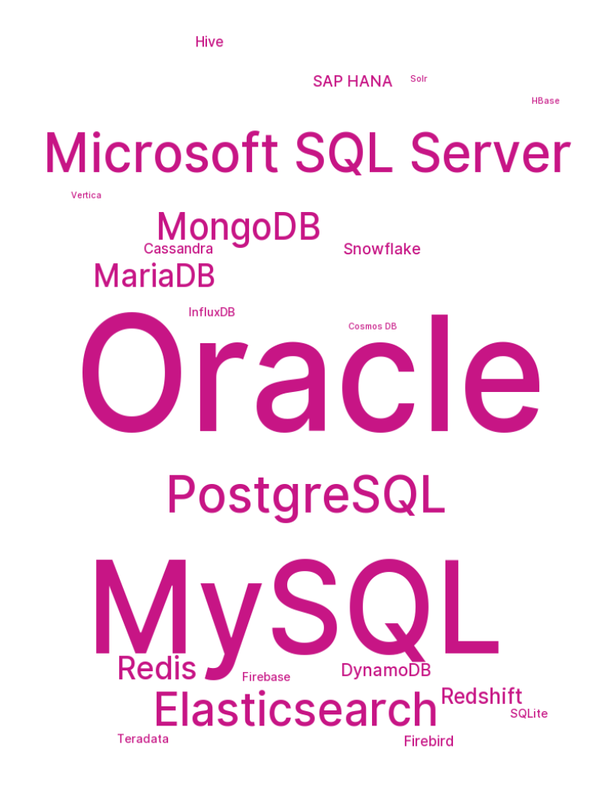 Hive
SAP HANA
Solr
HBase
Microsoft SQL Server
Vertica
MongoDB
Cassandra
Snowflake
MariaDB
InfluxDB
Cosmos DB
Oracle
PostgreSQL
MySQL
Redis
Firebase
DynamoDB
Elasticsearch
Redshift
SQLite
Teradata
Firebird